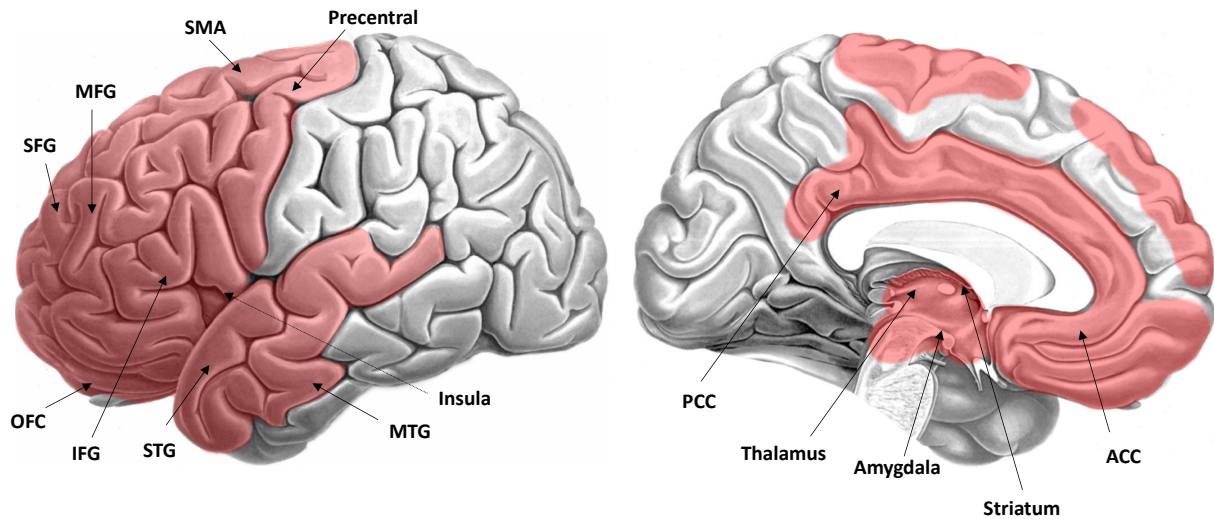 SMA
Precentral
MFG
SFG
OFC
IFG
STG
MTG
Insula
PCC
Thalamus
Amygdala
Striatum
ACC